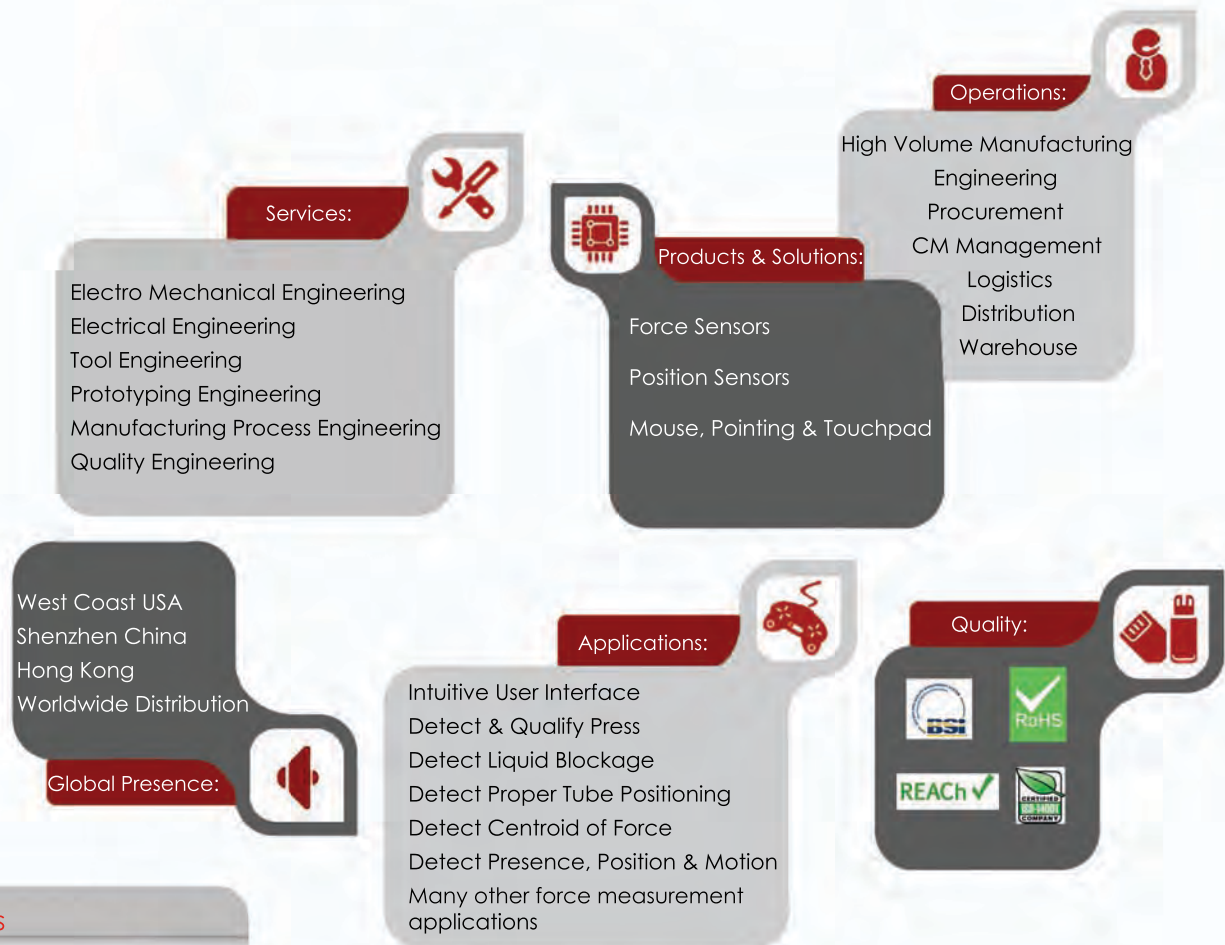 Operations:
High Volume Manufacturing
Engineering
Procurement
CM Management
Logistics
Distribution
Warehouse
Services:
Electro Mechanical Engineering
Electrical Engineering
Tool Engineering
Prototyping Engineering
Manufacturing Process Engineering
Quality Engineering
Products & Solutions:
Force Sensors
Position Sensors
Mouse, Pointing & Touchpad
West Coast USA
Shenzhen China
Hong Kong
Worldwide Distribution
Global Presence:
Applications:
Intuitive User Interface
Detect & Qualify Press
Detect Liquid Blockage
Detect Proper Tube Positioning
Detect Centroid of Force
Detect Presence, Position & Motion
Many other force measurement
applications
Quality:
BSI
RoHS
REACh
CERTIFIED
ISO-14001
COMPANY
S